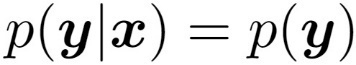 p(y|x) = p(y)